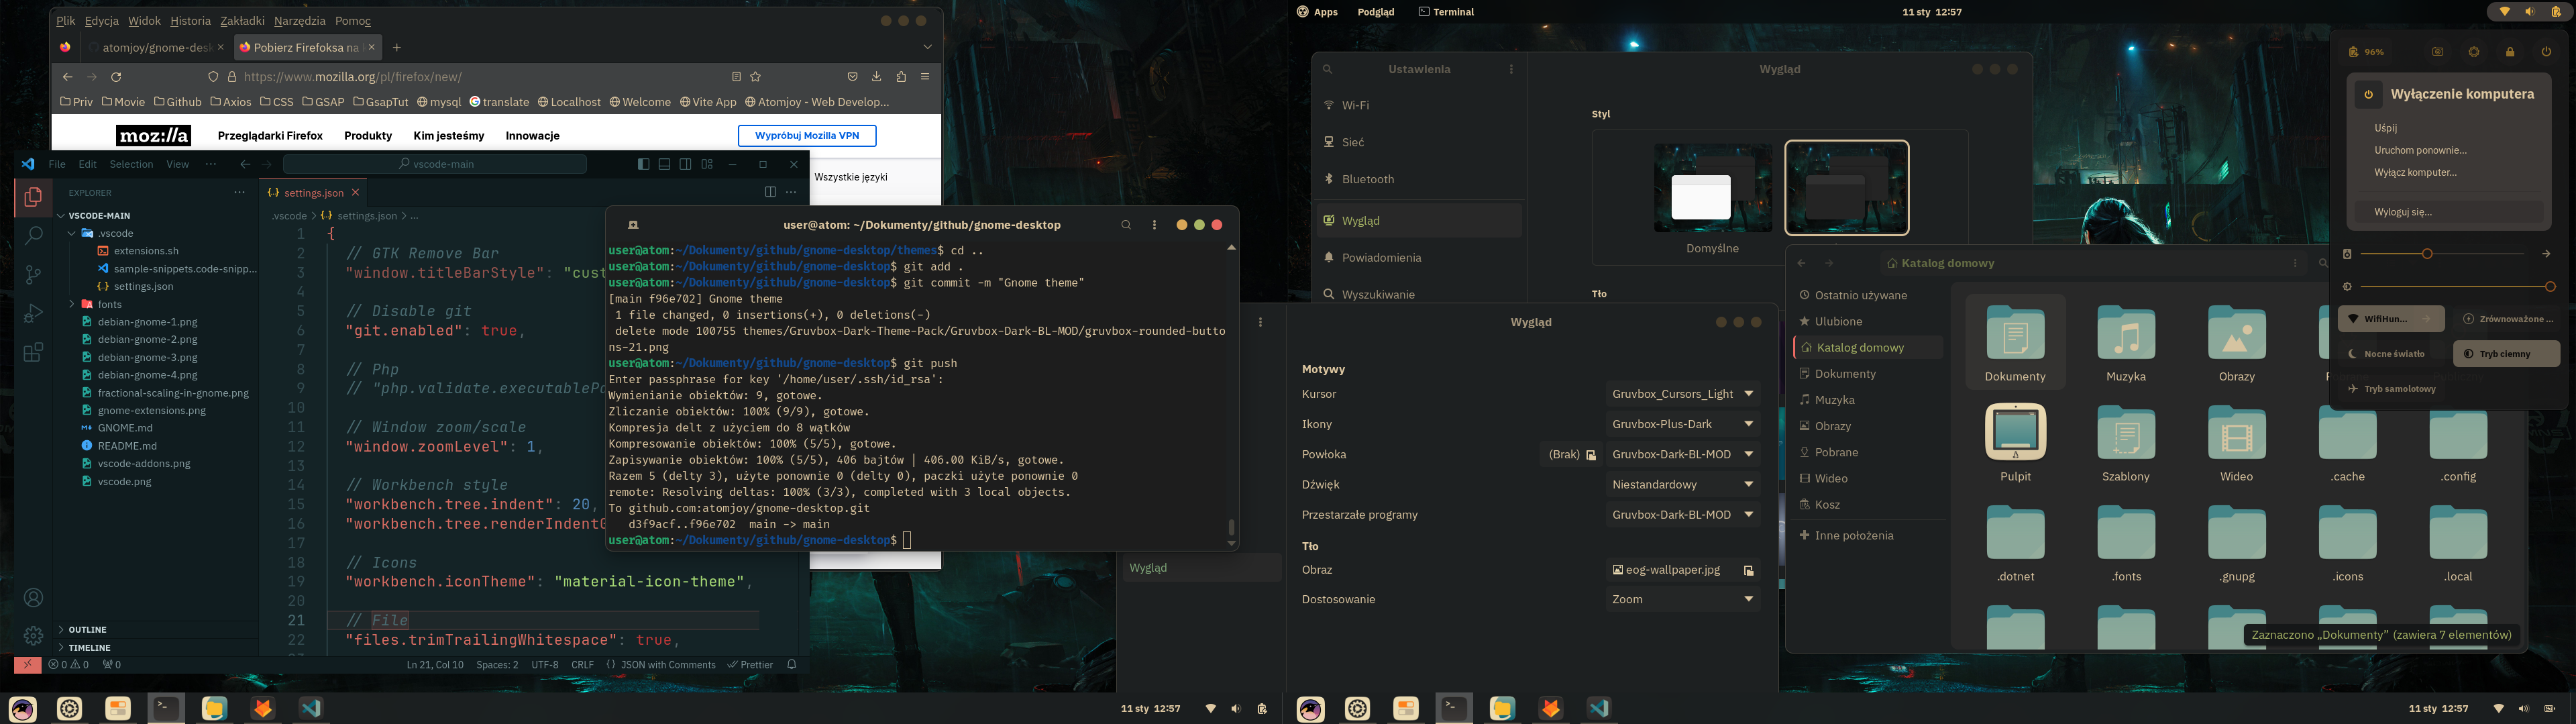 Plik Edycja Widok Historia Zakładki Narzędzia Pomoc
atomjoy/gnome-desk
Pobierz Firefoksa na
https://www.mozilla.org/pl/firefox/new/
Priv Movie Github Axios CSS GSAP GsapTut mysql translate Localhost Welcome Vite App Atomjoy - Web Develop...
moz://a Przeglądarki Firefox Produkty Kim jesteśmy Innowacje Wypróbuj Mozilla VPN
Wszystkie języki
File Edit Selection View ··· vscode-main
EXPLORER ···
VSCODE-MAIN
.vscode
extensions.sh
sample-snippets.code-snipp...
settings.json
fonts
debian-gnome-1.png
debian-gnome-2.png
debian-gnome-3.png
debian-gnome-4.png
fractional-scaling-in-gnome.png
gnome-extensions.png
GNOME.md
README.md
vscode-addons.png
vscode.png
OUTLINE
TIMELINE
settings.json
.vscode > settings.json > ...
1 {
2 // GTK Remove Bar
3 "window.titleBarStyle": "cust
4
5 // Disable git
6 "git.enabled": true,
7
8 // Php
9 // "php.validate.executablePa
10
11 // Window zoom/scale
12 "window.zoomLevel": 1,
13
14 // Workbench style
15 "workbench.tree.indent": 20,
16 "workbench.tree.renderIndentG
17
18 // Icons
19 "workbench.iconTheme": "material-icon-theme",
20
21 // File
22 "files.trimTrailingWhitespace": true,
0 0 0 Ln 21, Col 10 Spaces: 2 UTF-8 CRLF {} JSON with Comments Prettier
user@atom: ~/Dokumenty/github/gnome-desktop
user@atom:~/Dokumenty/github/gnome-desktop/themes$ cd ..
user@atom:~/Dokumenty/github/gnome-desktop$ git add .
user@atom:~/Dokumenty/github/gnome-desktop$ git commit -m "Gnome theme"
[main f96e702] Gnome theme
1 file changed, 0 insertions(+), 0 deletions(-)
delete mode 100755 themes/Gruvbox-Dark-Theme-Pack/Gruvbox-Dark-BL-MOD/gruvbox-rounded-butto
ns-21.png
user@atom:~/Dokumenty/github/gnome-desktop$ git push
Enter passphrase for key '/home/user/.ssh/id_rsa':
Wymienianie obiektów: 9, gotowe.
Zliczanie obiektów: 100% (9/9), gotowe.
Kompresja delt z użyciem do 8 wątków
Kompresowanie obiektów: 100% (5/5), gotowe.
Zapisywanie obiektów: 100% (5/5), 406 bajtów | 406.00 KiB/s, gotowe.
Razem 5 (delty 3), użyte ponownie 0 (delty 0), paczki użyte ponownie 0
remote: Resolving deltas: 100% (3/3), completed with 3 local objects.
To github.com:atomjoy/gnome-desktop.git
d3f9acf..f96e702 main -> main
user@atom:~/Dokumenty/github/gnome-desktop$
Wygląd
11 sty 12:57
Apps Podgląd Terminal 11 sty 12:57
Ustawienia
Wi-Fi
Sieć
Bluetooth
Wygląd
Powiadomienia
Wyszukiwanie
Wygląd
Styl
Domyślne
Tło
Wygląd
Motywy
Kursor Gruvbox_Cursors_Light
Ikony Gruvbox-Plus-Dark
Powłoka (Brak) Gruvbox-Dark-BL-MOD
Dźwięk Niestandardowy
Przestarzałe programy Gruvbox-Dark-BL-MOD
Tło
Obraz eog-wallpaper.jpg
Dostosowanie Zoom
Katalog domowy
Ostatnio używane
Ulubione
Katalog domowy
Dokumenty
Muzyka
Obrazy
Pobrane
Wideo
Kosz
Inne położenia
Dokumenty Muzyka Obrazy
Pulpit Szablony Wideo .cache .config
.dotnet .fonts .gnupg .icons .local
Zaznaczono „Dokumenty” (zawiera 7 elementów)
96%
Wyłączenie komputera
Uśpij
Uruchom ponownie...
Wyłącz komputer...
Wyloguj się...
WifiHun... Zrównoważone ...
Nocne światło Tryb ciemny
Tryb samolotowy
11 sty 12:57